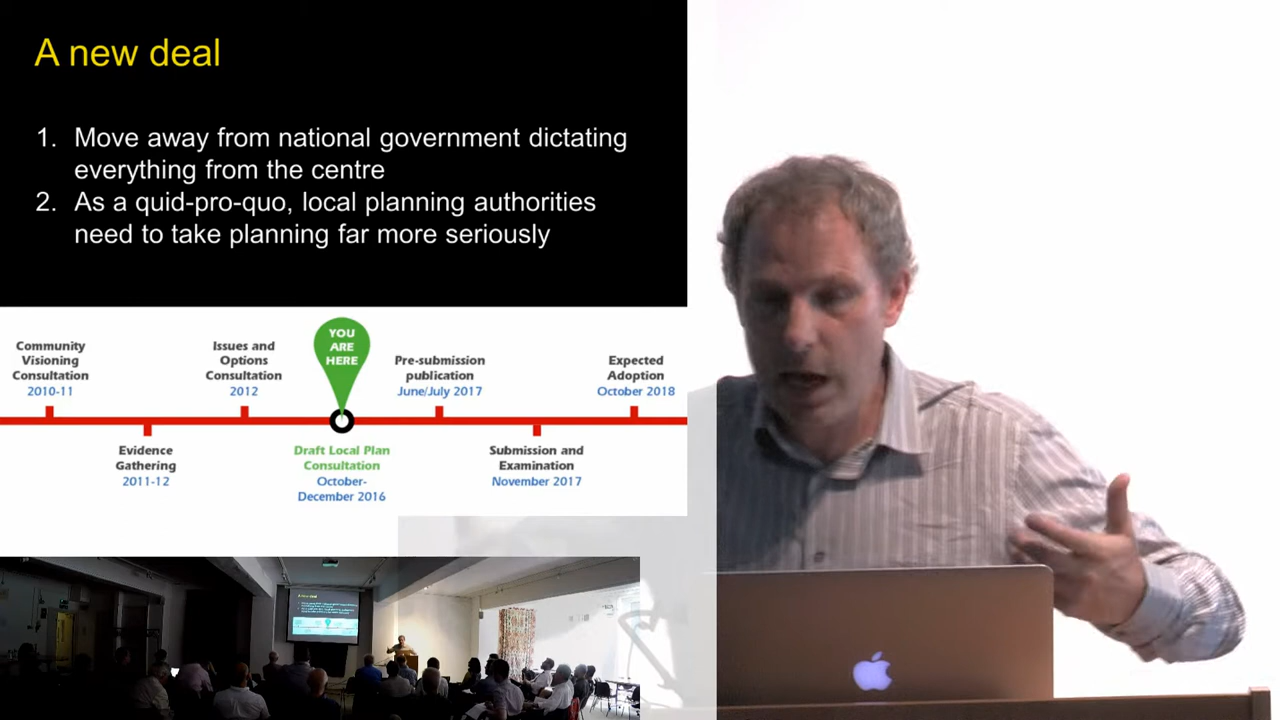 A new deal
1. Move away from national government dictating
everything from the centre
2. As a quid-pro-quo, local planning authorities
need to take planning far more seriously
Community
Visioning
Consultation
2010-11
Issues and
Options
Consultation
2012
YOU
ARE
HERE
Pre-submission
publication
June/July 2017
Expected
Adoption
October 2018
Evidence
Gathering
2011-12
Draft Local Plan
Consultation
October-
December 2016
Submission and
Examination
November 2017
A new deal